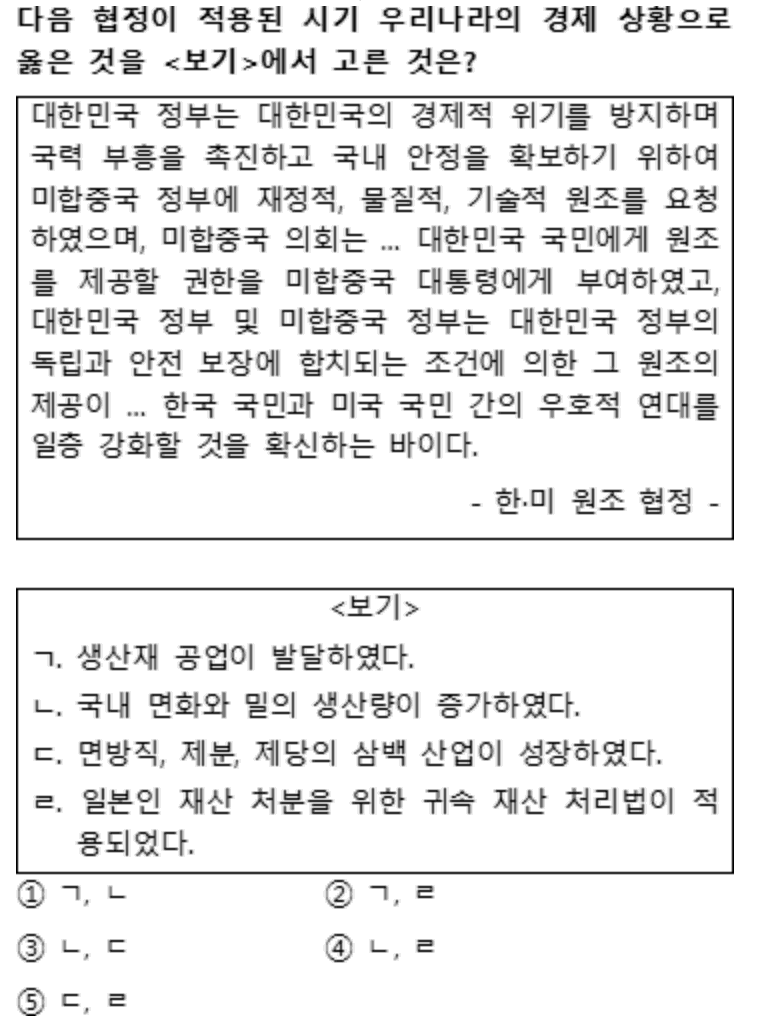 다음 협정이 적용된 시기 우리나라의 경제 상황으로
옳은 것을 <보기>에서 고른 것은?
대한민국 정부는 대한민국의 경제적 위기를 방지하며
국력 부흥을 촉진하고 국내 안정을 확보하기 위하여
미합중국 정부에 재정적, 물질적, 기술적 원조를 요청
하였으며, 미합중국 의회는 ... 대한민국 국민에게 원조
를 제공할 권한을 미합중국 대통령에게 부여하였고,
대한민국 정부 및 미합중국 정부는 대한민국 정부의
독립과 안전 보장에 합치되는 조건에 의한 그 원조의
제공이 ... 한국 국민과 미국 국민 간의 우호적 연대를
일층 강화할 것을 확신하는 바이다.
- 한·미 원조 협정 -
<보기>
ㄱ. 생산재 공업이 발달하였다.
ㄴ. 국내 면화와 밀의 생산량이 증가하였다.
ㄷ. 면방직, 제분, 제당의 삼백 산업이 성장하였다.
ㄹ. 일본인 재산 처분을 위한 귀속 재산 처리법이 적
용되었다.
① ㄱ, ㄴ ② ㄱ, ㄹ
③ ㄴ, ㄷ ④ ㄴ, ㄹ
⑤ ㄷ, ㄹ